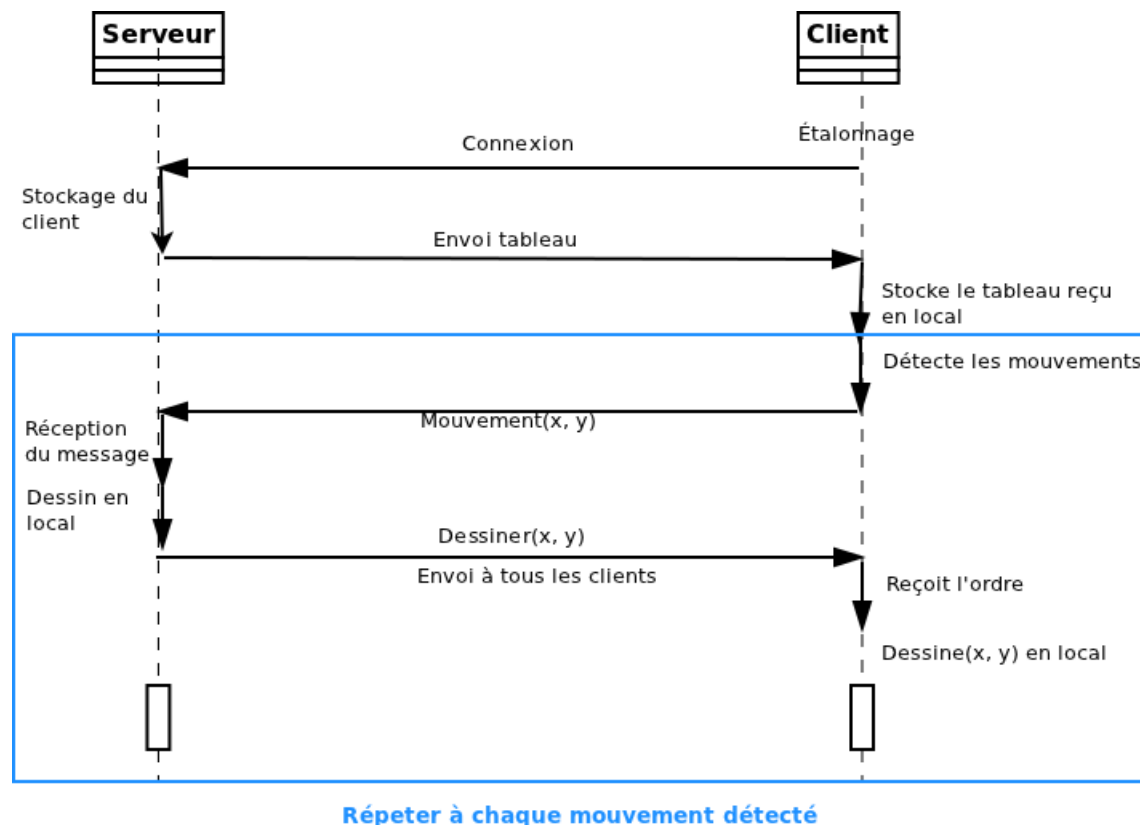 Serveur
Client
Étalonnage
Connexion
Stockage du
client
Envoi tableau
Stocke le tableau reçu
en local
Détecte les mouvements
Mouvement(x, y)
Réception
du message
Dessin en
local
Dessiner(x, y)
Envoi à tous les clients
Reçoit l'ordre
Dessine(x, y) en local
Répeter à chaque mouvement détecté